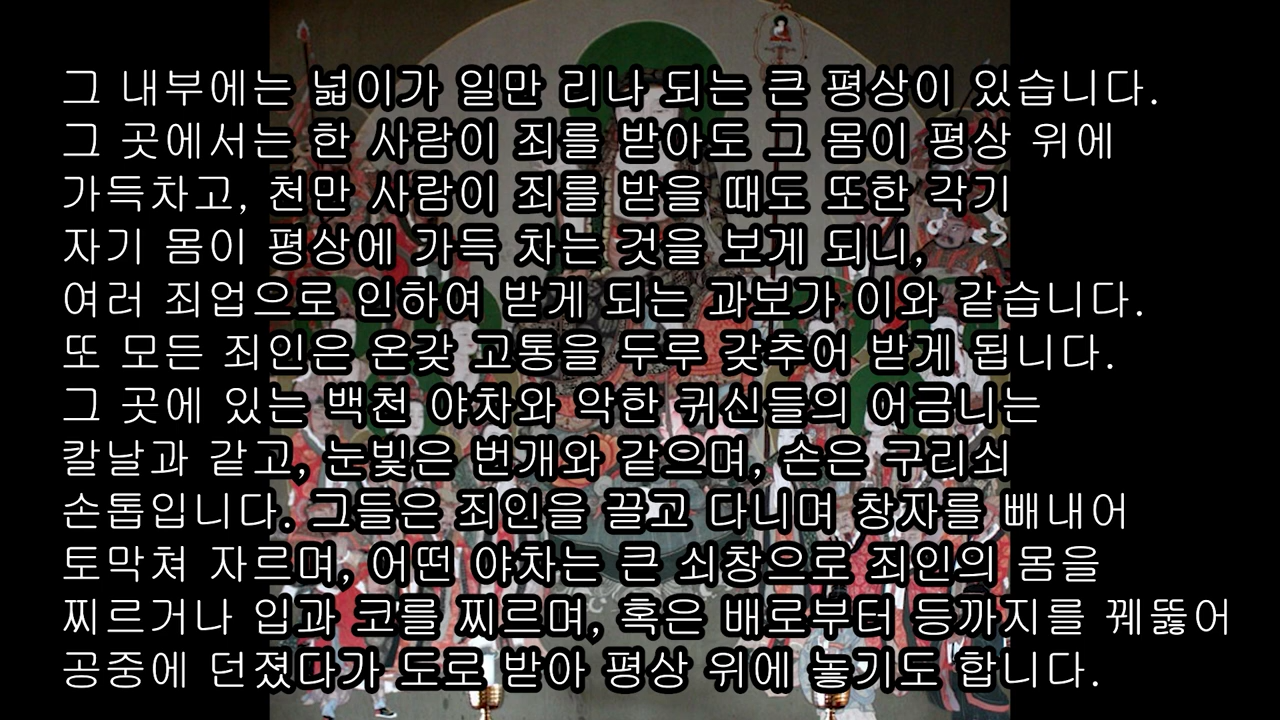 그 내부에는 넓이가 일만 리나 되는 큰 평상이 있습니다.
그 곳에서는 한 사람이 죄를 받아도 그 몸이 평상 위에
가득차고, 천만 사람이 죄를 받을 때도 또한 각기
자기 몸이 평상에 가득 차는 것을 보게 되니,
여러 죄업으로 인하여 받게 되는 과보가 이와 같습니다.
또 모든 죄인은 온갖 고통을 두루 갖추어 받게 됩니다.
그 곳에 있는 백천 야차와 악한 귀신들의 어금니는
칼날과 같고, 눈빛은 번개와 같으며, 손은 구리쇠
손톱입니다. 그들은 죄인을 끌고 다니며 창자를 빼내어
토막쳐 자르며, 어떤 야차는 큰 쇠창으로 죄인의 몸을
찌르거나 입과 코를 찌르며, 혹은 배로부터 등까지를 꿰뚫어
공중에 던졌다가 도로 받아 평상 위에 놓기도 합니다.